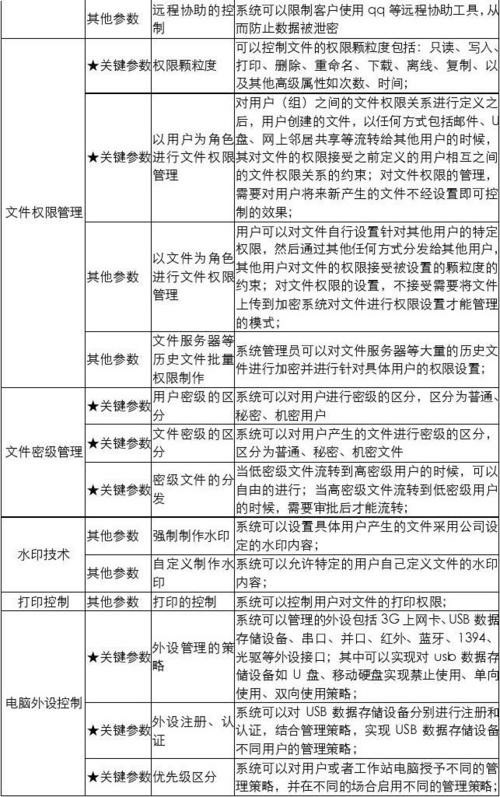 其他参数
远程协助的控
制
系统可以限制客户使用qq等远程协助工具,从
而防止数据被泄密
文件权限管理
★关键参数
权限颗粒度
可以控制文件的权限颗粒度包括：只读、写入、
打印、删除、重命名、下载、离线、复制、以
及其他高级属性如次数、时间；
★关键参数
以用户为角色
进行文件权限
管理
对用户（组）之间的文件权限关系进行定义之
后，用户创建的文件，以任何方式包括邮件、U
盘、网上邻居共享等流转给其他用户的时候，
其对文件的权限接受之前定义的用户相互之间
的文件权限关系的约束；对文件权限的管理，
需要对用户将来新产生的文件不经设置即可控
制的效果；
其他参数
以文件为角色
进行文件权限
管理
用户可以对文件自行设置针对其他用户的特定
权限，然后通过其他任何方式分发给其他用户，
其他用户对文件的权限接受被设置的颗粒度的
约束；对文件权限的设置，不接受需要将文件
上传到加密系统对文件进行权限设置才能管理
的模式；
其他参数
文件服务器等
历史文件批量
权限制作
系统管理员可以对文件服务器等大量的历史文
件进行加密并进行针对具体用户的权限设置；
文件密级管理
★关键参数
用户密级的区
分
系统可以对用户进行密级的区分，区分为普通、
秘密、机密用户
★关键参数
文件密级的区
分
系统可以对用户产生的文件进行密级的区分，
区分为普通、秘密、机密文件
★关键参数
密级文件的分
发
当低密级文件流转到高密级用户的时候，可以
自由的进行；当高密级文件流转到低密级用户
的时候，需要审批后才能流转；
水印技术
其他参数
强制制作水印
系统可以设置具体用户产生的文件采用公司设
定的水印内容；
其他参数
自定义制作水
印
系统可以允许特定的用户自己定义文件的水印
内容；
打印控制
其他参数
打印的控制
系统可以控制用户对文件的打印权限；
电脑外设控制
★关键参数
外设管理的策
略
系统可以管理的外设包括3G上网卡、USB数据
存储设备、串口、并口、红外、蓝牙、1394、
光驱等外设接口；其中可以实现对usb数据存
储设备如U盘、移动硬盘实现禁止使用、单向
使用、双向使用策略；
★关键参数
外设注册、认
证
系统可以对USB数据存储设备分别进行注册和
认证，结合管理策略，实现USB数据存储设备
不同用户的管理策略；
★关键参数
优先级区分
系统可以对用户或者工作站电脑授予不同的管
理策略，并在不同的场合启用不同的管理策略；